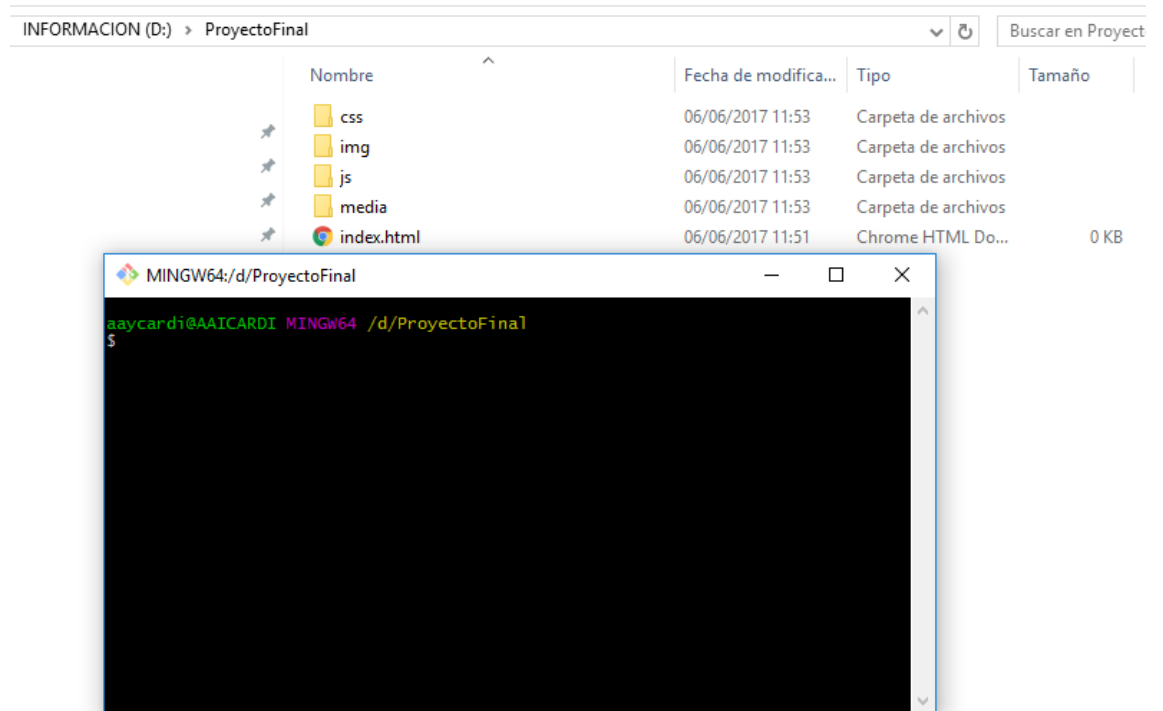 INFORMACION (D:) > ProyectoFinal
Buscar en Proyect
Nombre Fecha de modifica... Tipo Tamaño
css 06/06/2017 11:53 Carpeta de archivos
img 06/06/2017 11:53 Carpeta de archivos
js 06/06/2017 11:53 Carpeta de archivos
media 06/06/2017 11:53 Carpeta de archivos
index.html 06/06/2017 11:51 Chrome HTML Do... 0 KB
MINGW64:/d/ProyectoFinal
aaycardi@AAICARDI MINGW64 /d/ProyectoFinal
$